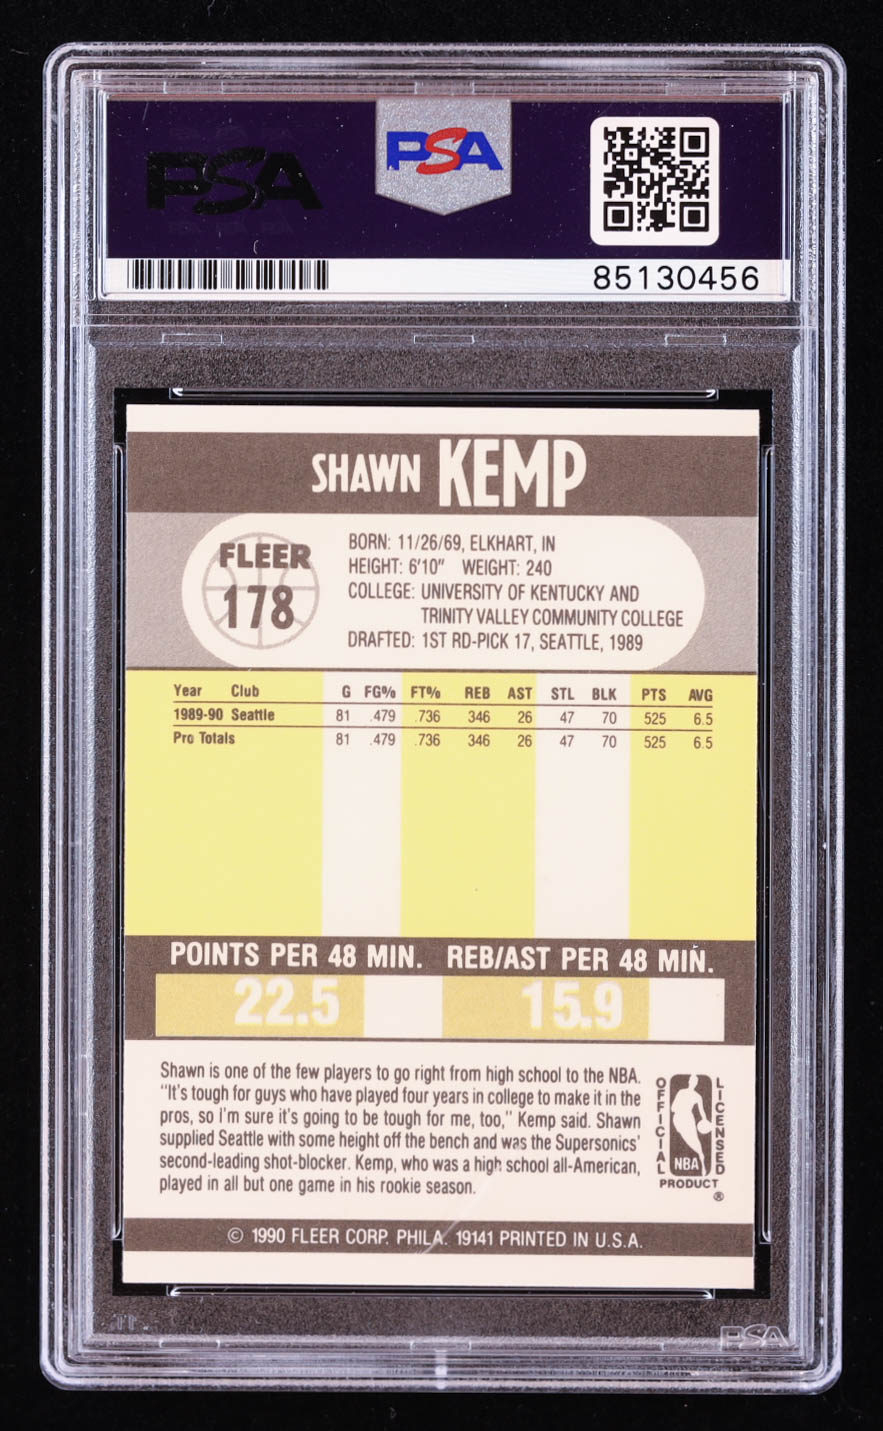 PSA
PSA
85130456
SHAWN KEMP
FLEER
178
BORN: 11/26/69, ELKHART, IN
HEIGHT: 6'10" WEIGHT: 240
COLLEGE: UNIVERSITY OF KENTUCKY AND
TRINITY VALLEY COMMUNITY COLLEGE
DRAFTED: 1ST RD-PICK 17, SEATTLE, 1989
Year Club G FG% FT% REB AST STL BLK PTS AVG
1989-90 Seattle 81 .479 .736 346 26 47 70 525 6.5
Pro Totals 81 .479 .736 346 26 47 70 525 6.5
POINTS PER 48 MIN. REB/AST PER 48 MIN.
22.5 15.9
Shawn is one of the few players to go right from high school to the NBA.
"It's tough for guys who have played four years in college to make it in the
pros, so I'm sure it's going to be tough for me, too," Kemp said. Shawn
supplied Seattle with some height off the bench and was the Supersonics'
second-leading shot-blocker. Kemp, who was a high school all-American,
played in all but one game in his rookie season.
OFFICIAL
LICENSED
NBA
PRODUCT
®
© 1990 FLEER CORP. PHILA. 19141 PRINTED IN U.S.A.
PSA